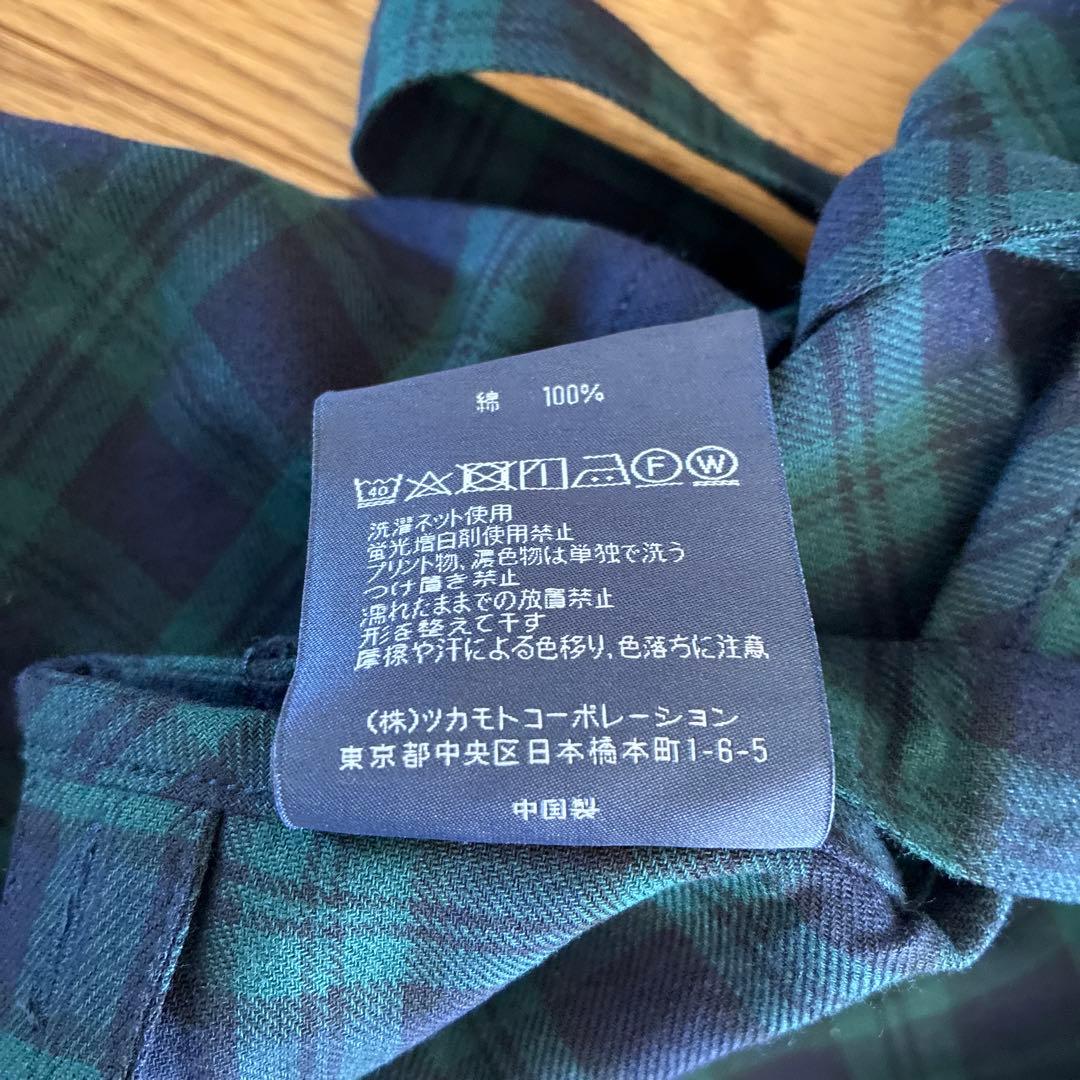 綿 100%
40 F W
洗濯ネット使用
蛍光増白剤使用禁止
プリント物、濃色物は単独で洗う
つけ置き禁止
濡れたままでの放置禁止
形を整えて干す
摩擦や汗による色移り,色落ちに注意
(株)ツカモトコーポレーション
東京都中央区日本橋本町1-6-5
中国製